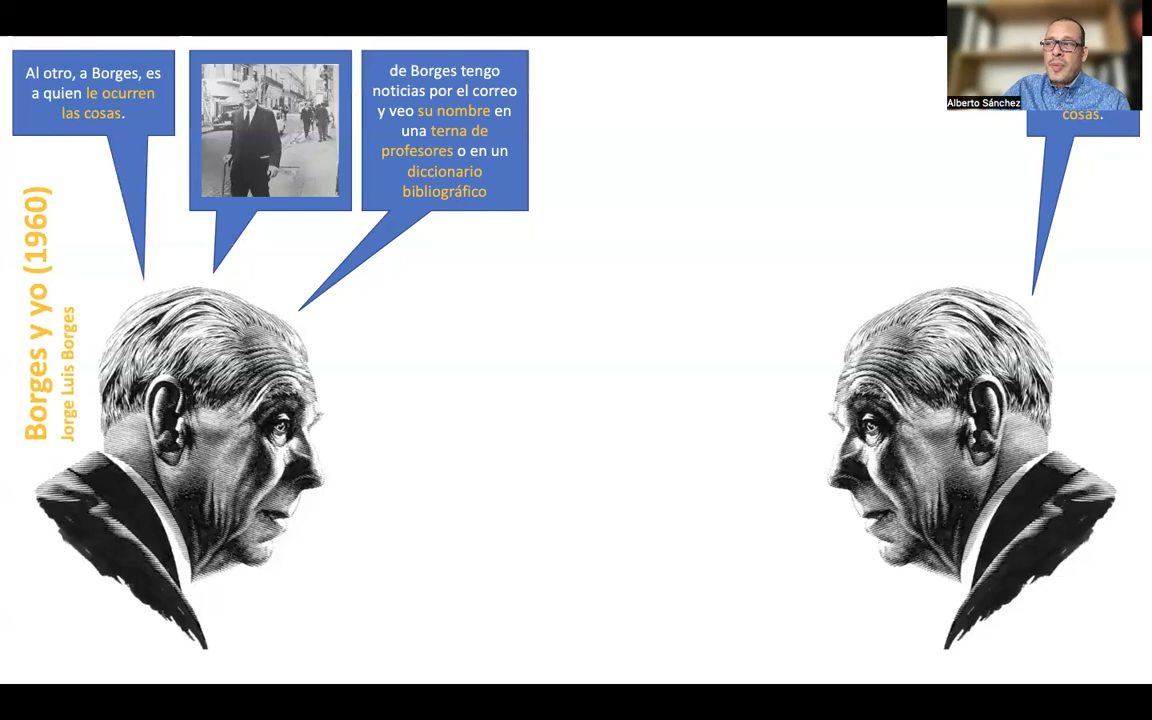 Al otro, a Borges, es
a quien le ocurren
las cosas.
de Borges tengo
noticias por el correo
y veo su nombre en
una terna de
profesores o en un
diccionario
bibliográfico
Alberto Sánchez
cosas.
Borges y yo (1960)
Jorge Luis Borges